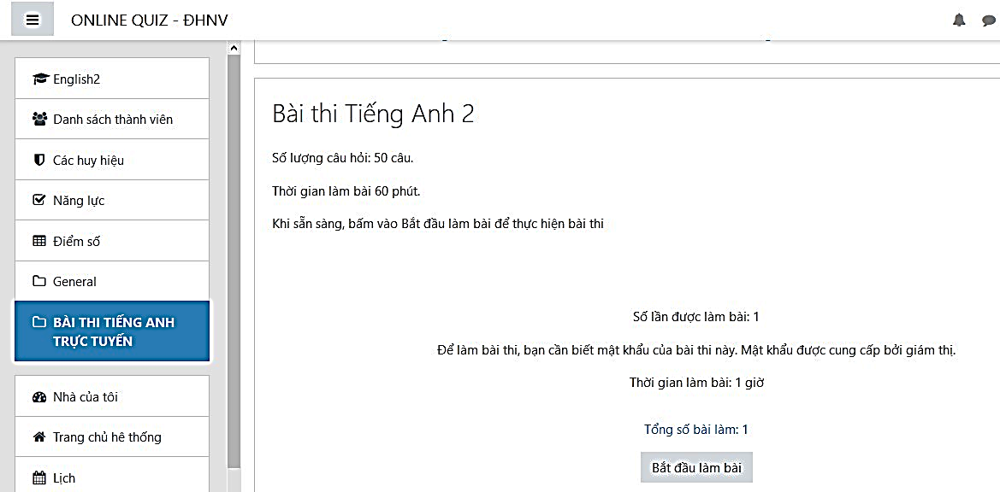 ONLINE QUIZ - ĐHNV
English2
Danh sách thành viên
Các huy hiệu
Năng lực
Điểm số
General
BÀI THI TIẾNG ANH
TRỰC TUYẾN
Nhà của tôi
Trang chủ hệ thống
Lịch
Bài thi Tiếng Anh 2
Số lượng câu hỏi: 50 câu.
Thời gian làm bài 60 phút.
Khi sẵn sàng, bấm vào Bắt đầu làm bài để thực hiện bài thi
Số lần được làm bài: 1
Để làm bài thi, bạn cần biết mật khẩu của bài thi này. Mật khẩu được cung cấp bởi giám thị.
Thời gian làm bài: 1 giờ
Tổng số bài làm: 1
Bắt đầu làm bài